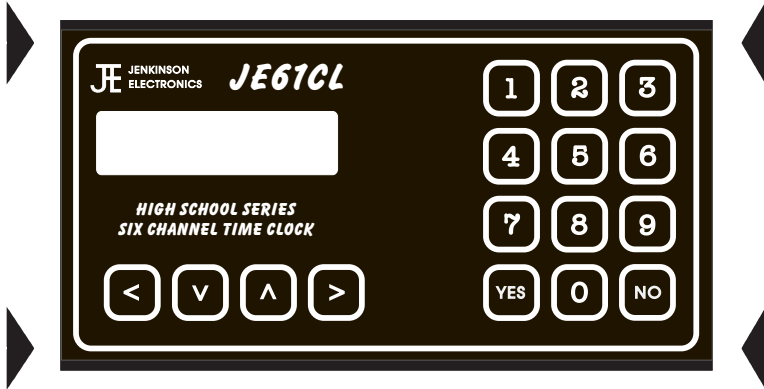 JE JENKINSON
ELECTRONICS
JE61CL
HIGH SCHOOL SERIES
SIX CHANNEL TIME CLOCK
< V Λ >
1 2 3
4 5 6
7 8 9
YES 0 NO